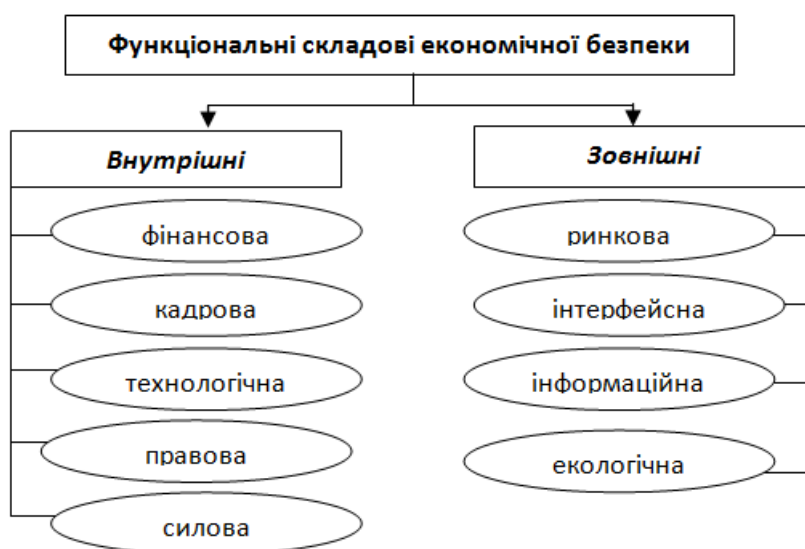 Функціональні складові економічної безпеки
Внутрішні
фінансова
кадрова
технологічна
правова
силова
Зовнішні
ринкова
інтерфейсна
інформаційна
екологічна